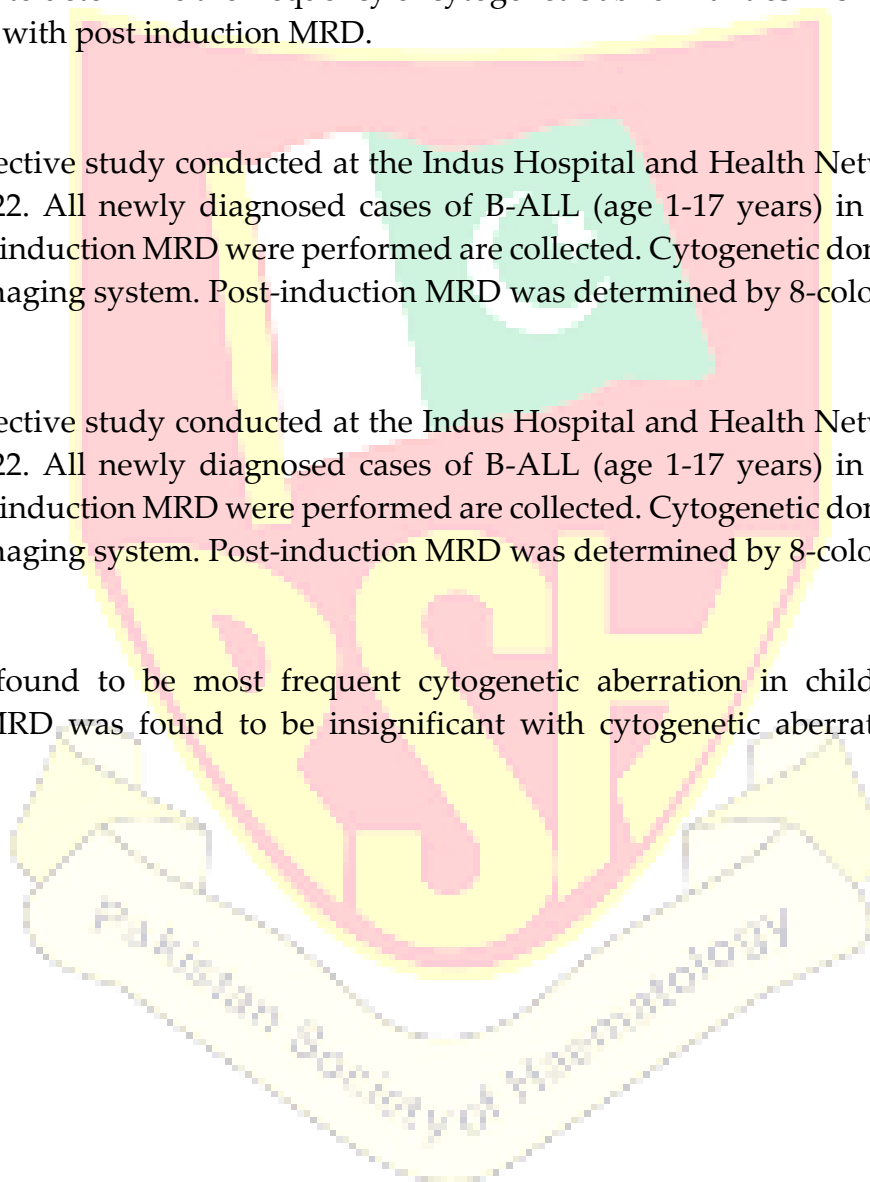 with post induction MRD.
ective study conducted at the Indus Hospital and Health Netw
22. All newly diagnosed cases of B-ALL (age 1-17 years) in
induction MRD were performed are collected. Cytogenetic don
naging system. Post-induction MRD was determined by 8-colo
ective study conducted at the Indus Hospital and Health Netw
22. All newly diagnosed cases of B-ALL (age 1-17 years) in
induction MRD were performed are collected. Cytogenetic don
naging system. Post-induction MRD was determined by 8-colo
found to be most frequent cytogenetic aberration in child
MRD was found to be insignificant with cytogenetic aberrat
PSH
Pakistan Society of Haematology